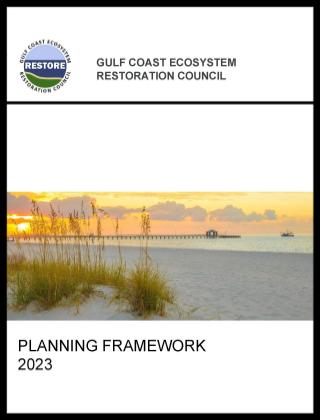 GULF COAST ECOSYSTEM
RESTORE
RESTORATION COUNCIL
GULF COAST ECOSYSTEM
RESTORATION COUNCIL
PLANNING FRAMEWORK
2023